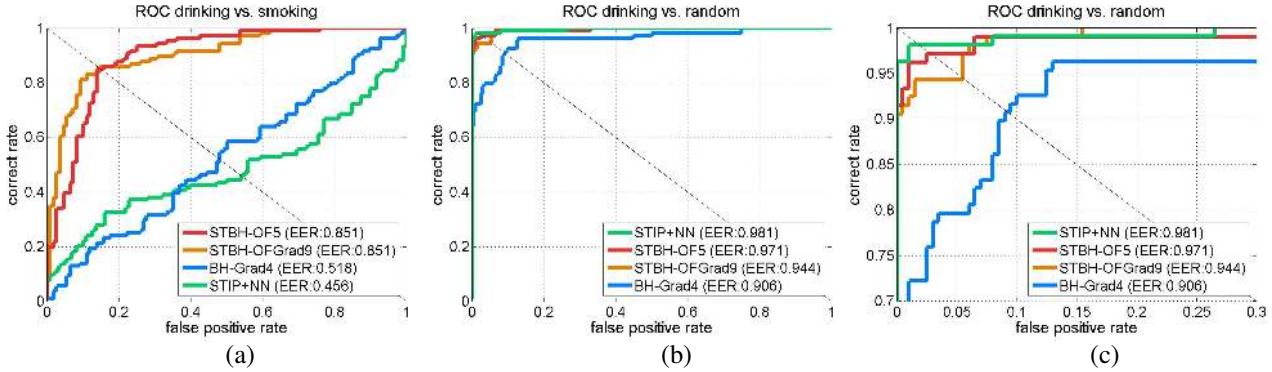 ROC drinking vs. smoking
1
0.8
0.6
0.4
0.2
0
correct rate
STBH-OF5 (EER:0.851)
STBH-OFGrad9 (EER:0.851)
BH-Grad4 (EER:0.518)
STIP+NN (EER:0.456)
0.2
0.4
0.6
0.8
1
false positive rate
(a)
ROC drinking vs. random
1
0.8
0.6
0.4
0.2
0
correct rate
STIP+NN (EER:0.981)
STBH-OF5 (EER:0.971)
STBH-OFGrad9 (EER:0.944)
BH-Grad4 (EER:0.906)
0.2
0.4
0.6
0.8
1
false positive rate
(b)
ROC drinking vs. random
1
0.95
0.9
0.85
0.8
0.75
0.7
correct rate
STIP+NN (EER:0.981)
STBH-OF5 (EER:0.971)
STBH-OFGrad9 (EER:0.944)
BH-Grad4 (EER:0.906)
0
0.05
0.1
0.15
0.2
0.25
0.3
false positive rate
(c)